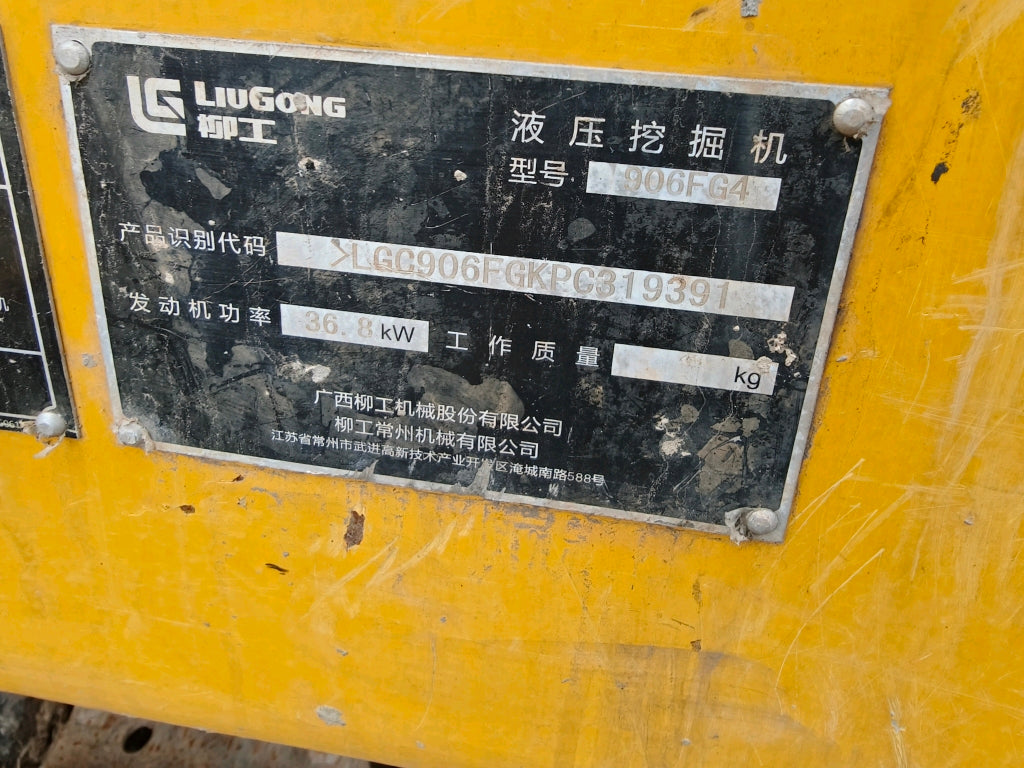 LG LIUGONG
柳工
液压挖掘机
型号 906FG4
产品识别代码 >LGC906FGKPG319391
发动机功率 36.8 kW 工作质量 kg
广西柳工机械股份有限公司
柳工常州机械有限公司
江苏省常州市武进高新技术产业开发区淹城南路588号
机